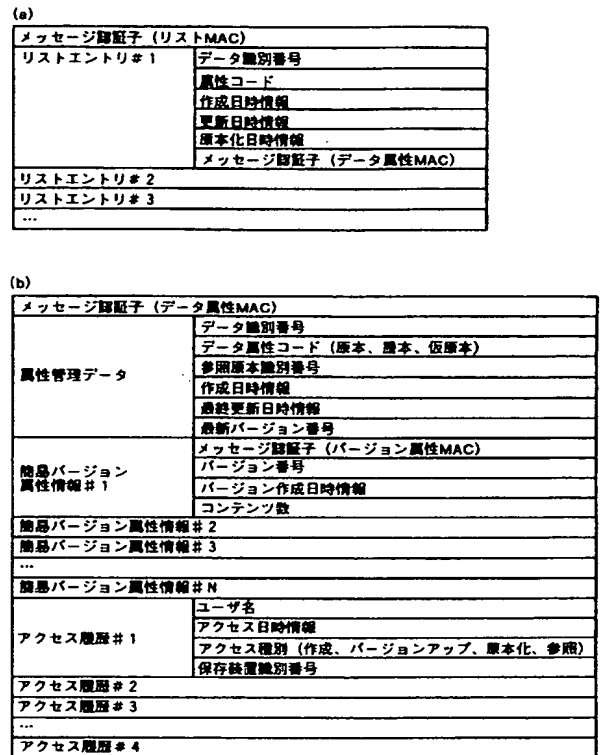 (a)
メッセージ認証子（リストMAC）
リストエントリ＃1
データ識別番号
属性コード
作成日時情報
更新日時情報
原本化日時情報
メッセージ認証子（データ属性MAC）
リストエントリ＃2
リストエントリ＃3
...
(b)
メッセージ認証子（データ属性MAC）
属性管理データ
データ識別番号
データ属性コード（原本、謄本、仮原本）
参照原本識別番号
作成日時情報
最終更新日時情報
最新バージョン番号
簡易バージョン
属性情報＃1
メッセージ認証子（バージョン属性MAC）
バージョン番号
バージョン作成日時情報
コンテンツ数
簡易バージョン属性情報＃2
簡易バージョン属性情報＃3
...
簡易バージョン属性情報＃N
アクセス履歴＃1
ユーザ名
アクセス日時情報
アクセス種別（作成、バージョンアップ、原本化、参照）
保存装置識別番号
アクセス履歴＃2
アクセス履歴＃3
...
アクセス履歴＃4